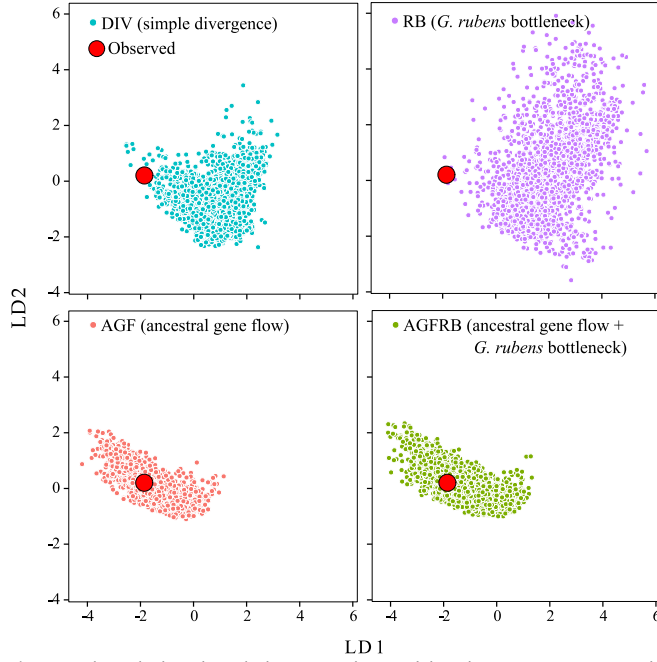 DIV (simple divergence)
Observed
RB (G. rubens bottleneck)
6
4
2
0
-2
-4
LD2
AGF (ancestral gene flow)
AGFRB (ancestral gene flow +
G. rubens bottleneck)
6
4
2
0
-2
-4
-4 -2 0 2 4 6
-4 -2 0 2 4 6
LD1